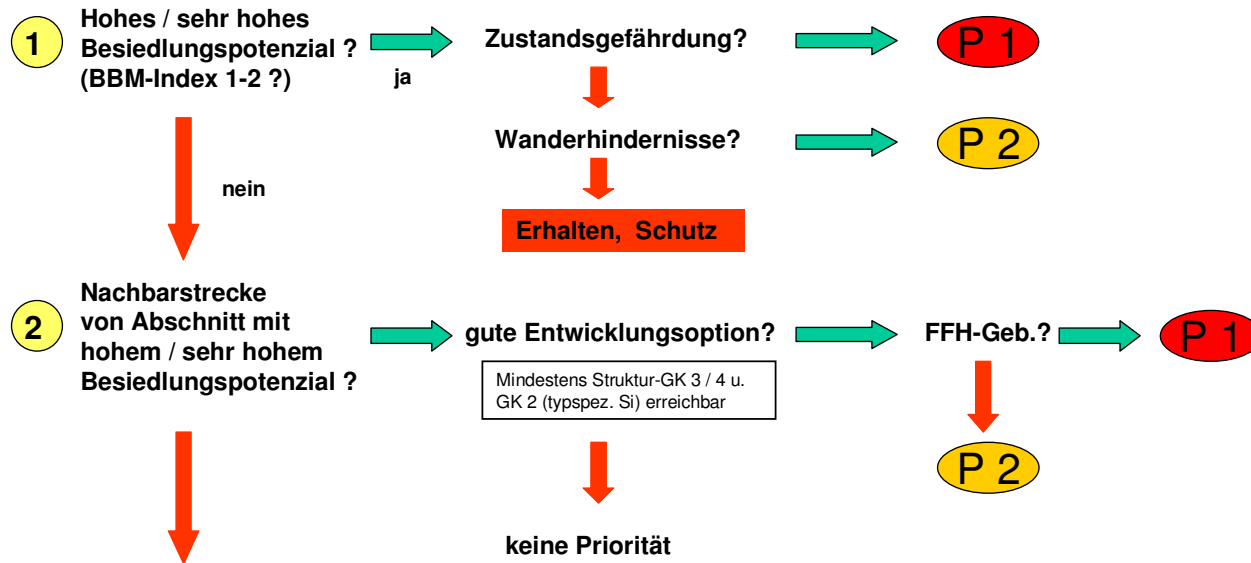 1
Hohes / sehr hohes
Besiedlungspotenzial ?
(BBM-Index 1-2 ?)
ja
Zustandsgefährdung?
P 1
Wanderhindernisse?
P 2
nein
Erhalten, Schutz
2
Nachbarstrecke
von Abschnitt mit
hohem / sehr hohem
Besiedlungspotenzial ?
gute Entwicklungsoption?
Mindestens Struktur-GK 3 / 4 u.
GK 2 (typspez. Si) erreichbar
FFH-Geb.?
P 1
P 2
keine Priorität